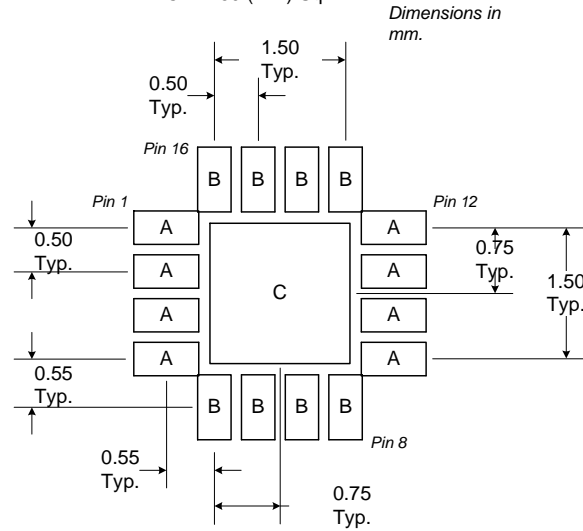 Dimensions in
mm.
1.50
Typ.
0.50
Typ.
Pin 16
B
B
B
B
Pin 1
Pin 12
A
A
0.50
Typ.
0.75
Typ.
A
A
C
1.50
Typ.
A
A
A
A
0.55
Typ.
B
B
B
B
Pin 8
0.55
Typ.
0.75
Typ.